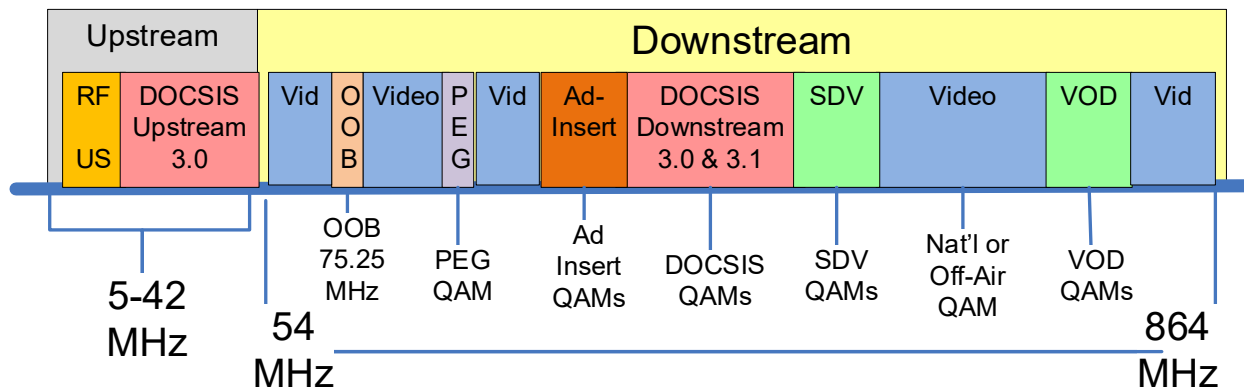 Upstream
Downstream
RF
US
DOCSIS
Upstream
3.0
Vid
O
O
B
Video
P
E
G
Vid
Ad-
Insert
DOCSIS
Downstream
3.0 & 3.1
SDV
Video
VOD
Vid
5-42
MHz
54
MHz
OOB
75.25
MHz
PEG
QAM
Ad
Insert
QAMs
DOCSIS
QAMs
SDV
QAMs
Nat'l or
Off-Air
QAM
VOD
QAMs
864
MHz